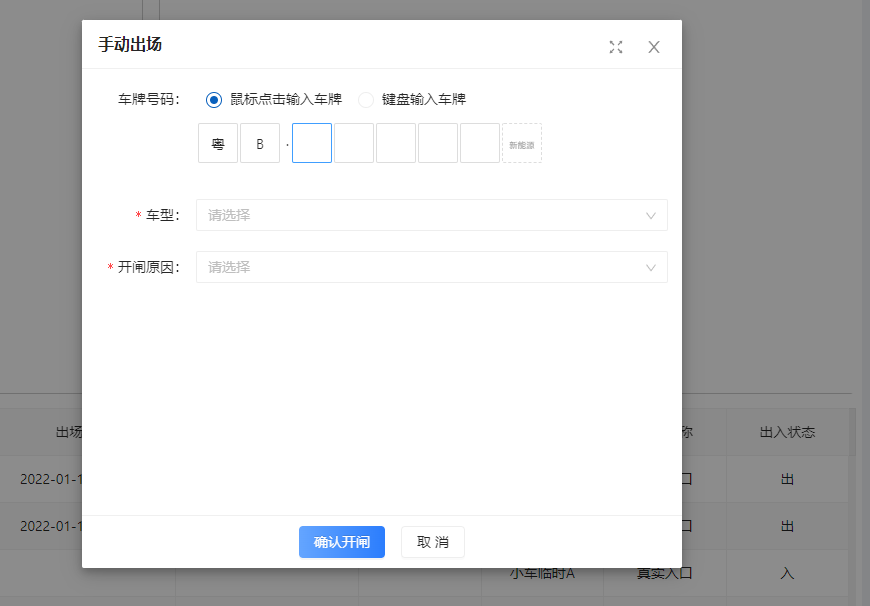 手动出场
车牌号码: 鼠标点击输入车牌 键盘输入车牌
粤 B · 新能源
* 车型: 请选择
* 开闸原因: 请选择
出场 称 出入状态
2022-01-1 口 出
2022-01-1 口 出
确认开闸 取 消
小车临时A 真实入口 入